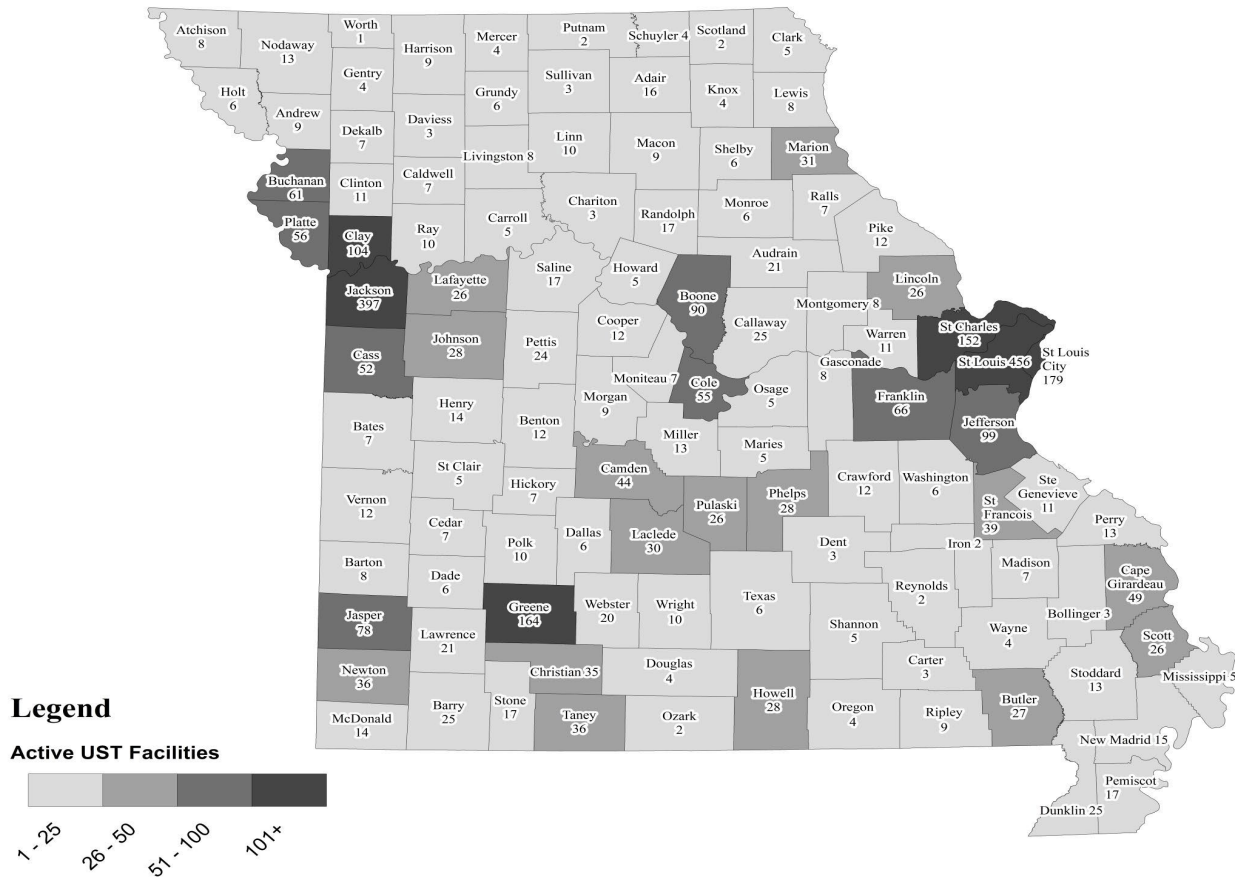 Atchison
8
Nodaway
13
Worth
1
Harrison
9
Mercer
4
Putnam
2
Schuyler 4
Scotland
2
Clark
5
Gentry
4
Sullivan
3
Adair
16
Knox
4
Lewis
8
Holt
6
Andrew
9
Dekalb
7
Daviess
3
Grundy
6
Linn
10
Macon
9
Shelby
6
Marion
31
Livingston 8
Buchanan
61
Clinton
11
Caldwell
7
Chariton
3
Randolph
17
Monroe
6
Ralls
7
Platte
56
Clay
104
Ray
10
Carroll
5
Pike
12
Audrain
21
Saline
17
Howard
5
Jackson
397
Lafayette
26
Boone
90
Lincoln
26
Montgomery 8
Callaway
25
Cooper
12
Warren
11
St Charles
152
St Louis 456
St Louis
City
179
Johnson
28
Pettis
24
Cass
52
Moniteau 7
Cole
55
Gasconade
8
Osage
5
Franklin
66
Jefferson
99
Henry
14
Benton
12
Morgan
9
Miller
13
Maries
5
Bates
7
St Clair
5
Hickory
7
Camden
44
Pulaski
26
Phelps
28
Crawford
12
Washington
6
Ste
Genevieve
11
St
Francois
39
Perry
13
Vernon
12
Cedar
7
Polk
10
Dallas
6
Laclede
30
Dent
3
Iron 2
Madison
7
Cape
Girardeau
49
Barton
8
Dade
6
Greene
164
Webster
20
Wright
10
Texas
6
Reynolds
2
Bollinger 3
Jasper
78
Lawrence
21
Shannon
5
Wayne
4
Scott
26
Newton
36
Christian 35
Douglas
4
Howell
28
Carter
3
Butler
27
Stoddard
13
Mississippi 5
McDonald
14
Barry
25
Stone
17
Taney
36
Ozark
2
Oregon
4
Ripley
9
New Madrid 15
Pemiscot
17
Dunklin 25
Legend
Active UST Facilities
1 - 25
26 - 50
51 - 100
101+